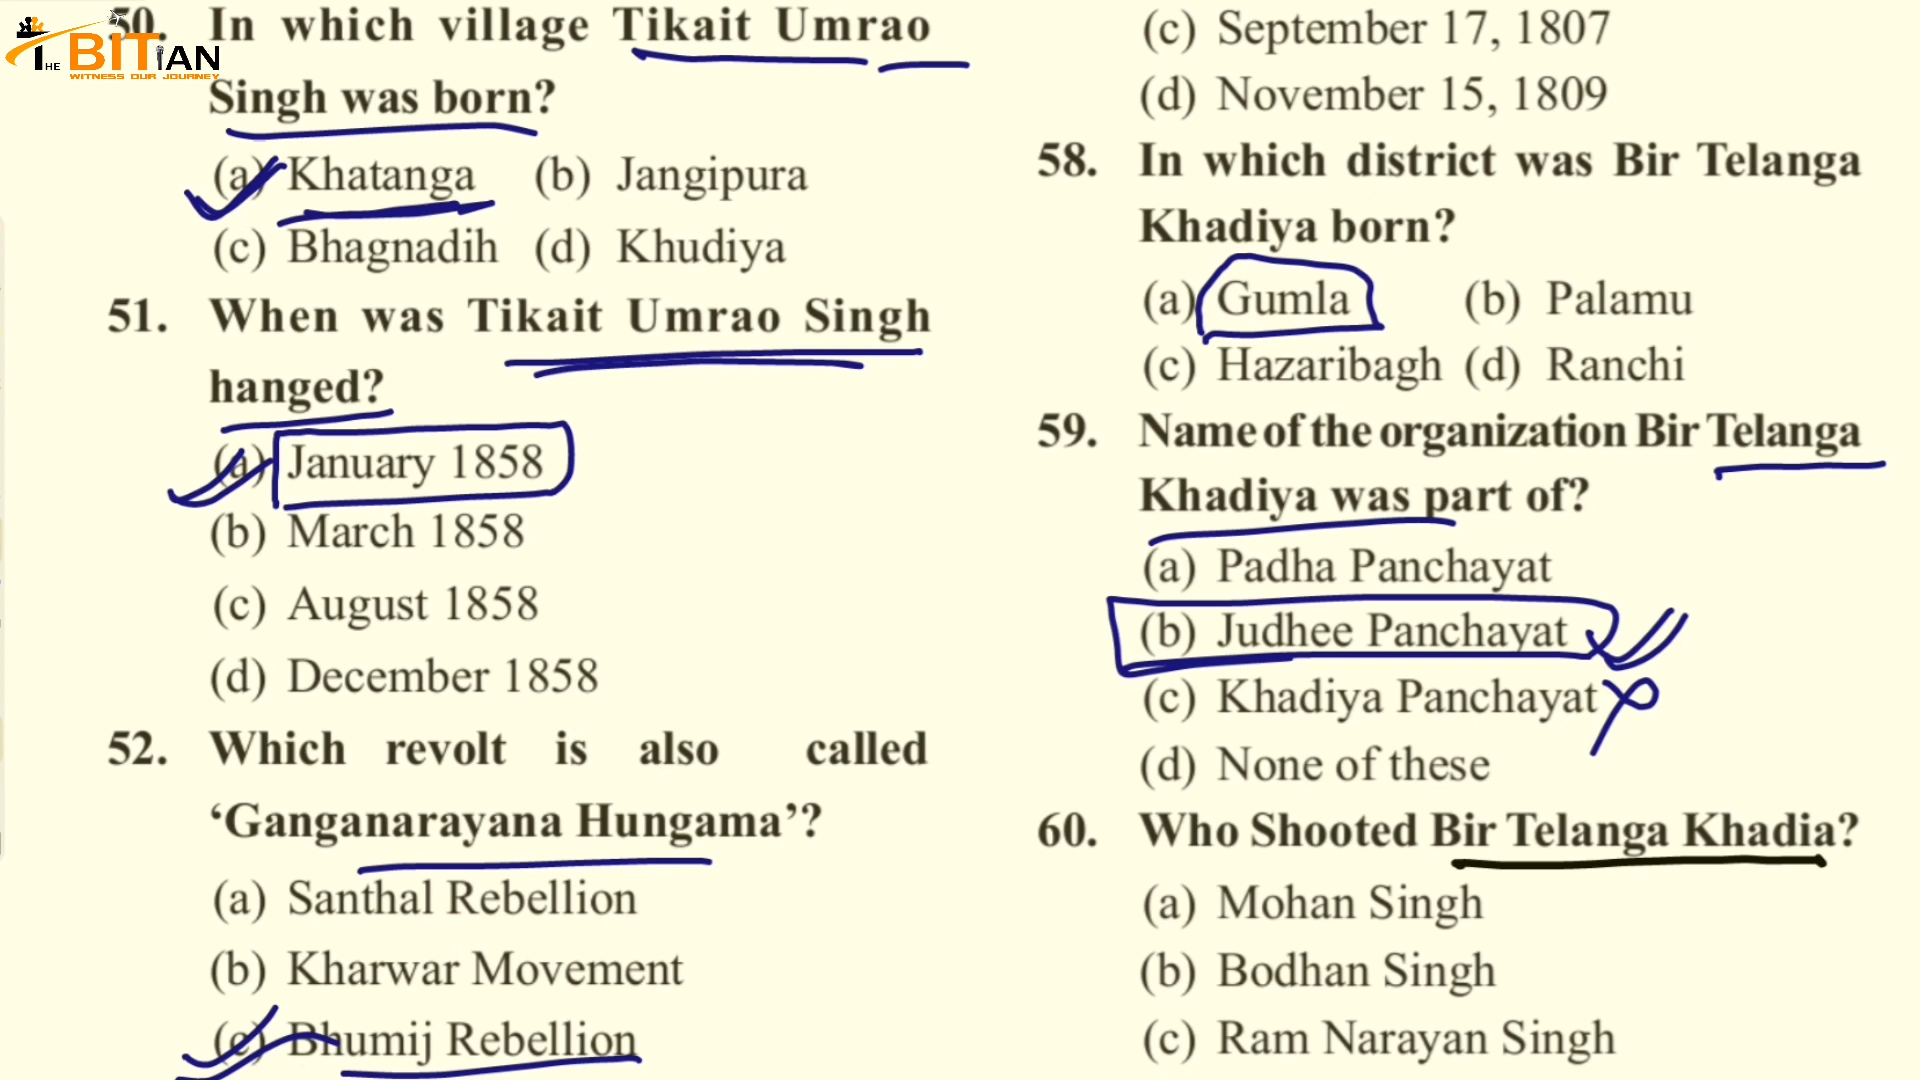 THE BITIAN
WITNESS OUR JOURNEY
50. In which village Tikait Umrao
Singh was born?
(a) Khatanga (b) Jangipura
(c) Bhagnadih (d) Khudiya
51. When was Tikait Umrao Singh
hanged?
(a) January 1858
(b) March 1858
(c) August 1858
(d) December 1858
52. Which revolt is also called
‘Ganganarayana Hungama’?
(a) Santhal Rebellion
(b) Kharwar Movement
(c) Bhumij Rebellion
(c) September 17, 1807
(d) November 15, 1809
58. In which district was Bir Telanga
Khadiya born?
(a) Gumla (b) Palamu
(c) Hazaribagh (d) Ranchi
59. Name of the organization Bir Telanga
Khadiya was part of?
(a) Padha Panchayat
(b) Judhee Panchayat
(c) Khadiya Panchayat
(d) None of these
60. Who Shooted Bir Telanga Khadia?
(a) Mohan Singh
(b) Bodhan Singh
(c) Ram Narayan Singh